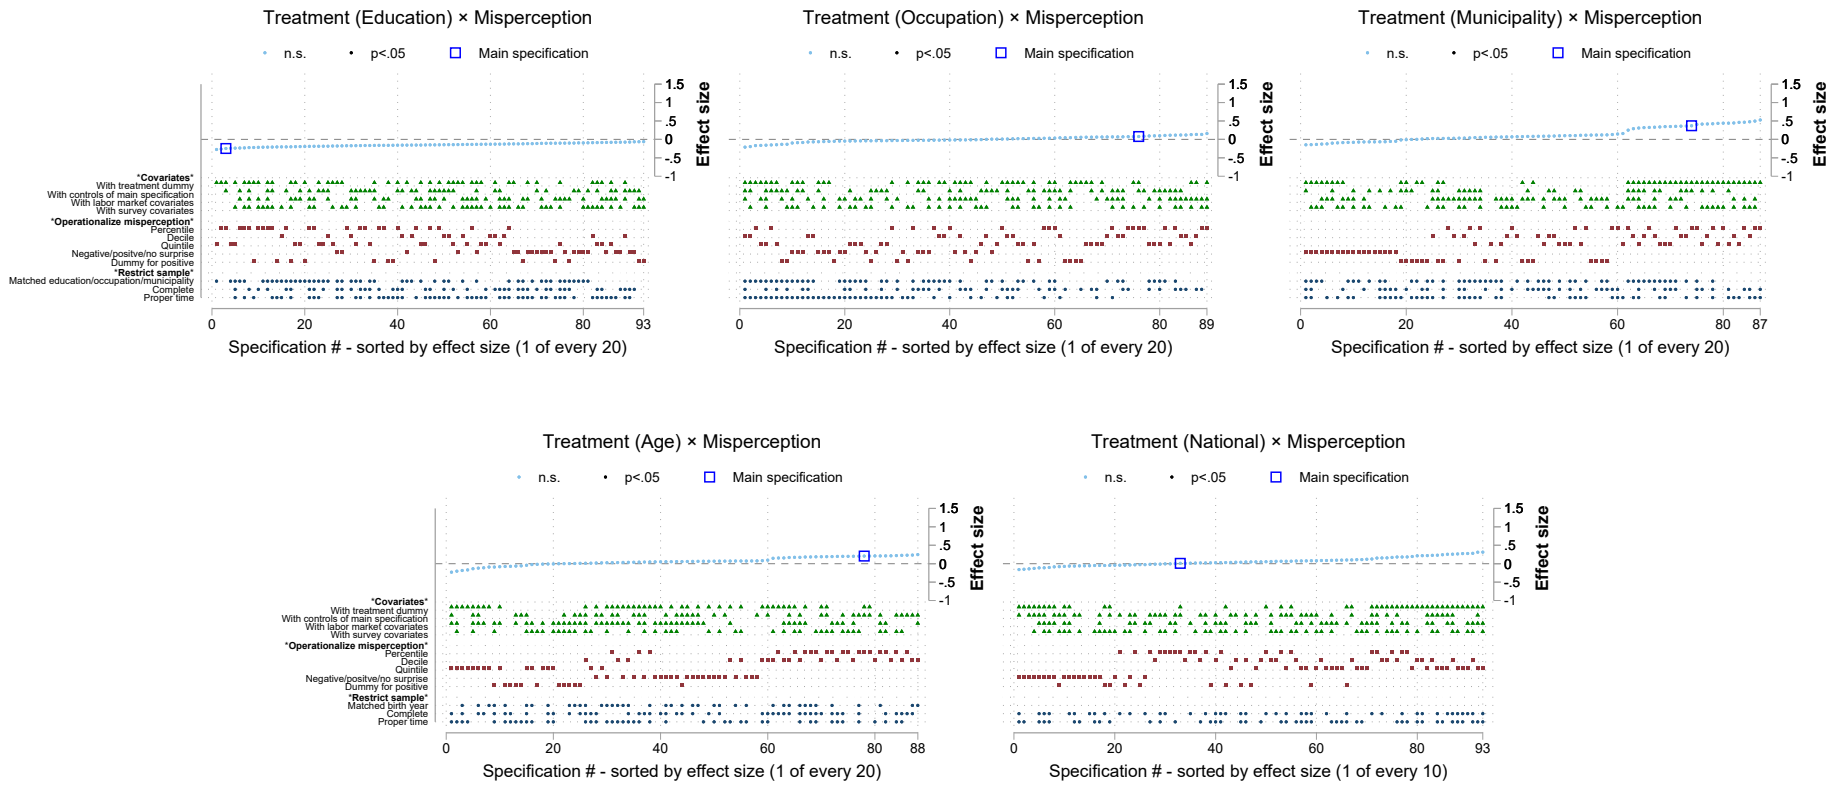 Treatment (Education) × Misperception
n.s. p<.05 Main specification
1.5
1
.5
0
-.5
-1
Effect size
*Covariates*
With treatment dummy
With controls of main specification
With labor market covariates
With survey covariates
*Operationalize misperception*
Percentile
Decile
Quintile
Negative/positve/no surprise
Dummy for positive
*Restrict sample*
Matched education/occupation/municipality
Complete
Proper time
0 20 40 60 80 93
Specification # - sorted by effect size (1 of every 20)
Treatment (Occupation) × Misperception
n.s. p<.05 Main specification
1.5
1
.5
0
-.5
-1
Effect size
0 20 40 60 80 89
Specification # - sorted by effect size (1 of every 20)
Treatment (Municipality) × Misperception
n.s. p<.05 Main specification
1.5
1
.5
0
-.5
-1
Effect size
0 20 40 60 80 87
Specification # - sorted by effect size (1 of every 20)
Treatment (Age) × Misperception
n.s. p<.05 Main specification
1.5
1
.5
0
-.5
-1
Effect size
*Covariates*
With treatment dummy
With controls of main specification
With labor market covariates
With survey covariates
*Operationalize misperception*
Percentile
Decile
Quintile
Negative/positve/no surprise
Dummy for positive
*Restrict sample*
Matched birth year
Complete
Proper time
0 20 40 60 80 88
Specification # - sorted by effect size (1 of every 20)
Treatment (National) × Misperception
n.s. p<.05 Main specification
1.5
1
.5
0
-.5
-1
Effect size
0 20 40 60 80 93
Specification # - sorted by effect size (1 of every 10)